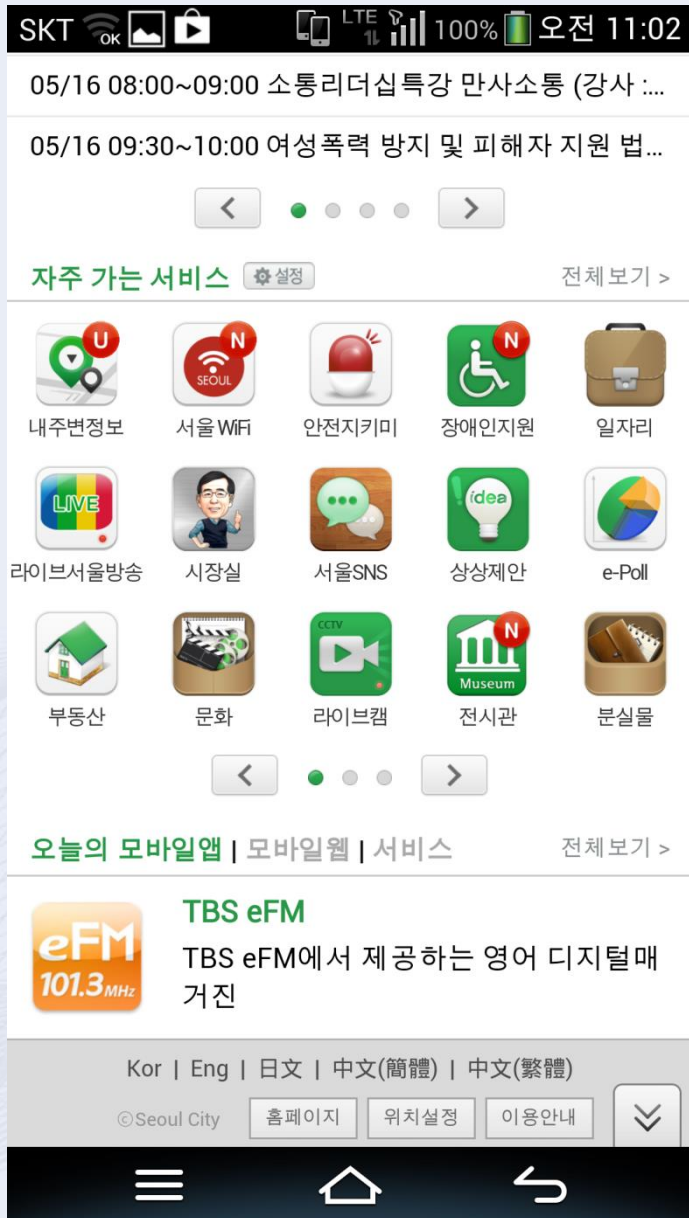 SKT OK LTE 100% 오전 11:02
05/16 08:00~09:00 소통리더십특강 만사소통 (강사 :...
05/16 09:30~10:00 여성폭력 방지 및 피해자 지원 법...
자주 가는 서비스 설정 전체보기 >
U N N
SEOUL
내주변정보 서울 WiFi 안전지키미 장애인지원 일자리
LIVE idea
라이브서울방송 시장실 서울SNS 상상제안 e-Poll
CCTV N
Museum
부동산 문화 라이브캠 전시관 분실물
오늘의 모바일앱 | 모바일웹 | 서비스 전체보기 >
eFM
101.3 MHz
TBS eFM
TBS eFM에서 제공하는 영어 디지털매
거진
Kor | Eng | 日文 | 中文(簡體) | 中文(繁體)
©Seoul City 홈페이지 위치설정 이용안내